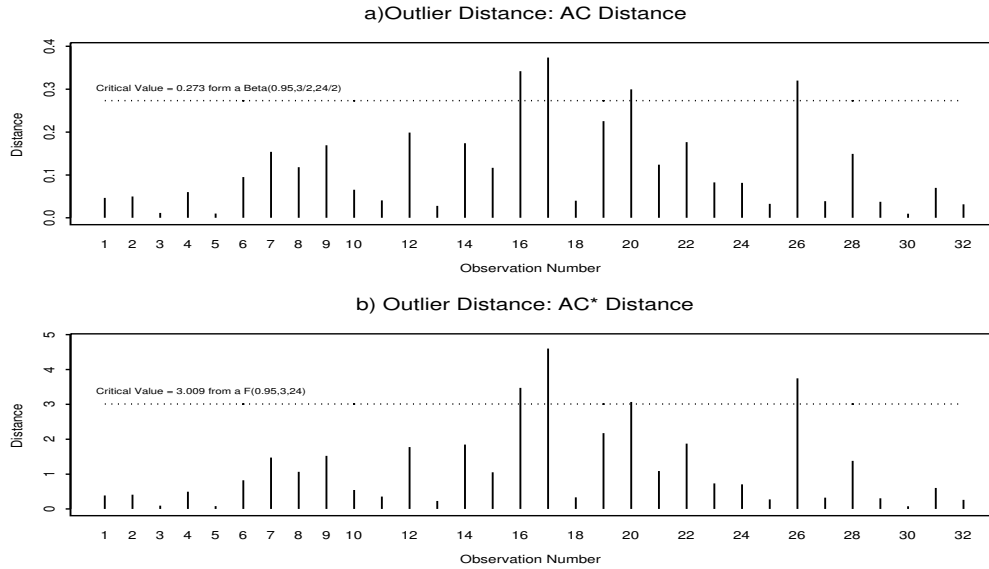 a)Outlier Distance: AC Distance
0.4
0.3
0.2
0.1
0.0
Distance
Critical Value = 0.273 form a Beta(0.95,3/2,24/2)
1 2 3 4 5 6 7 8 9 10 12 14 16 18 20 22 24 26 28 30 32
Observation Number
b) Outlier Distance: AC* Distance
5
4
3
2
1
0
Distance
Critical Value = 3.009 from a F(0.95,3,24)
1 2 3 4 5 6 7 8 9 10 12 14 16 18 20 22 24 26 28 30 32
Observation Number